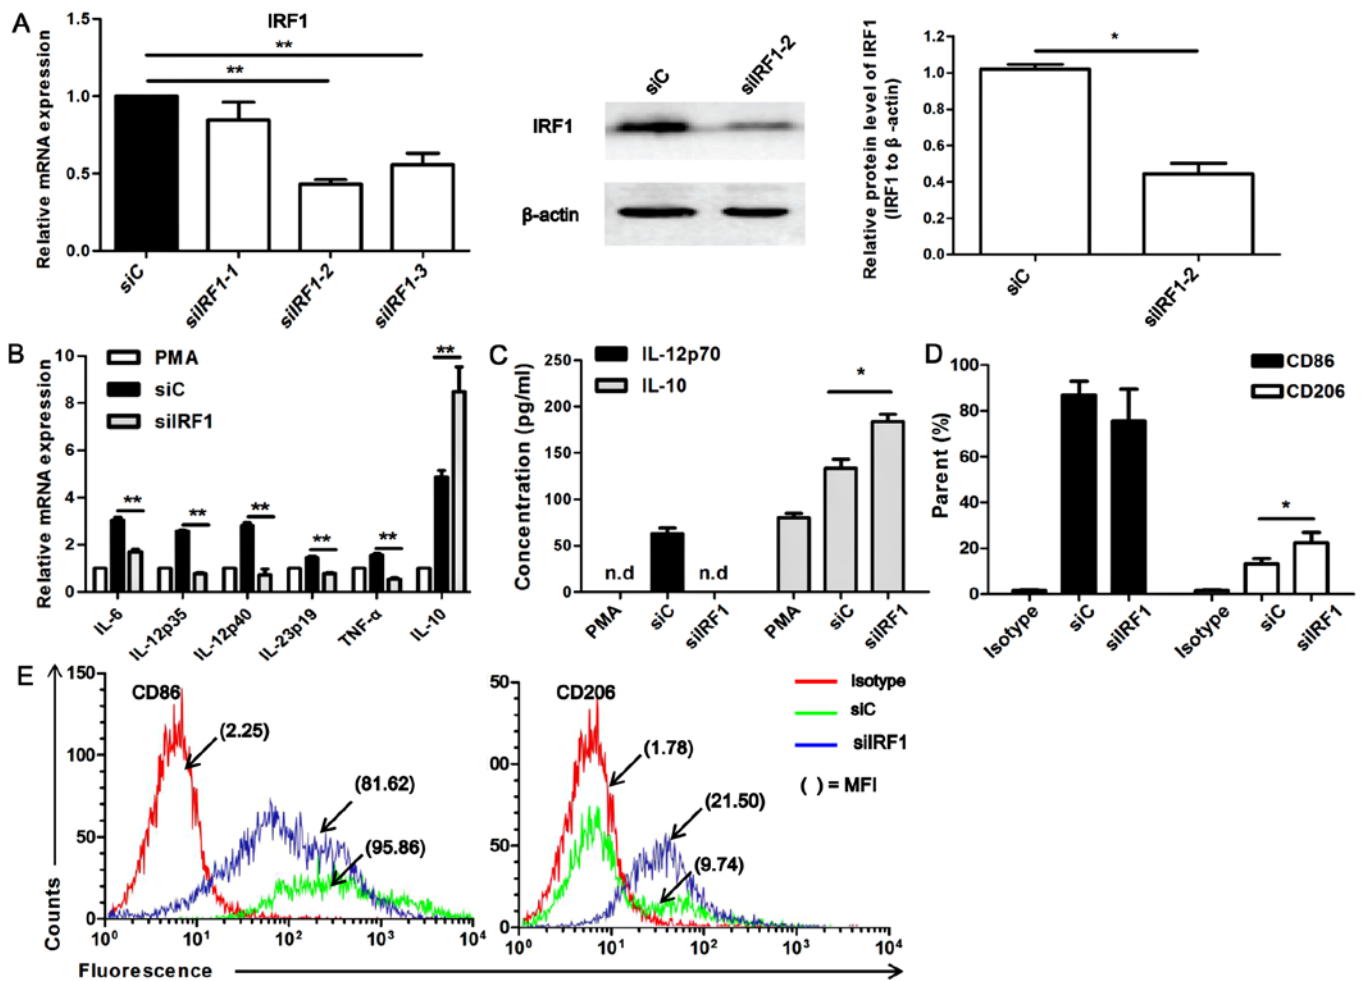 A
IRF1
Relative mRNA expression
1.5
1.0
0.5
0.0
**
**
siC
siIRF1-1
siIRF1-2
siIRF1-3
siC
siIRF1-2
IRF1
β-actin
Relative protein level of IRF1
(IRF1 to β -actin)
1.2
1.0
0.8
0.6
0.4
0.2
0.0
*
siC
siIRF1-2
B
PMA
siC
siIRF1
Relative mRNA expression
10
8
6
4
2
0
**
**
**
**
**
**
IL-6
IL-12p35
IL-12p40
IL-23p19
TNF-α
IL-10
C
IL-12p70
IL-10
Concentration (pg/ml)
250
200
150
100
50
0
n.d
n.d
*
PMA
siC
siIRF1
PMA
siC
siIRF1
D
CD86
CD206
Parent (%)
100
80
60
40
20
0
*
Isotype
siC
siIRF1
Isotype
siC
siIRF1
E
Counts
150
100
50
0
CD86
(2.25)
(81.62)
(95.86)
10⁰
10¹
10²
10³
10⁴
50
00
50
00
CD206
(1.78)
(21.50)
(9.74)
10⁰
10¹
10²
10³
10⁴
Isotype
siC
siIRF1
( ) = MFI
Fluorescence